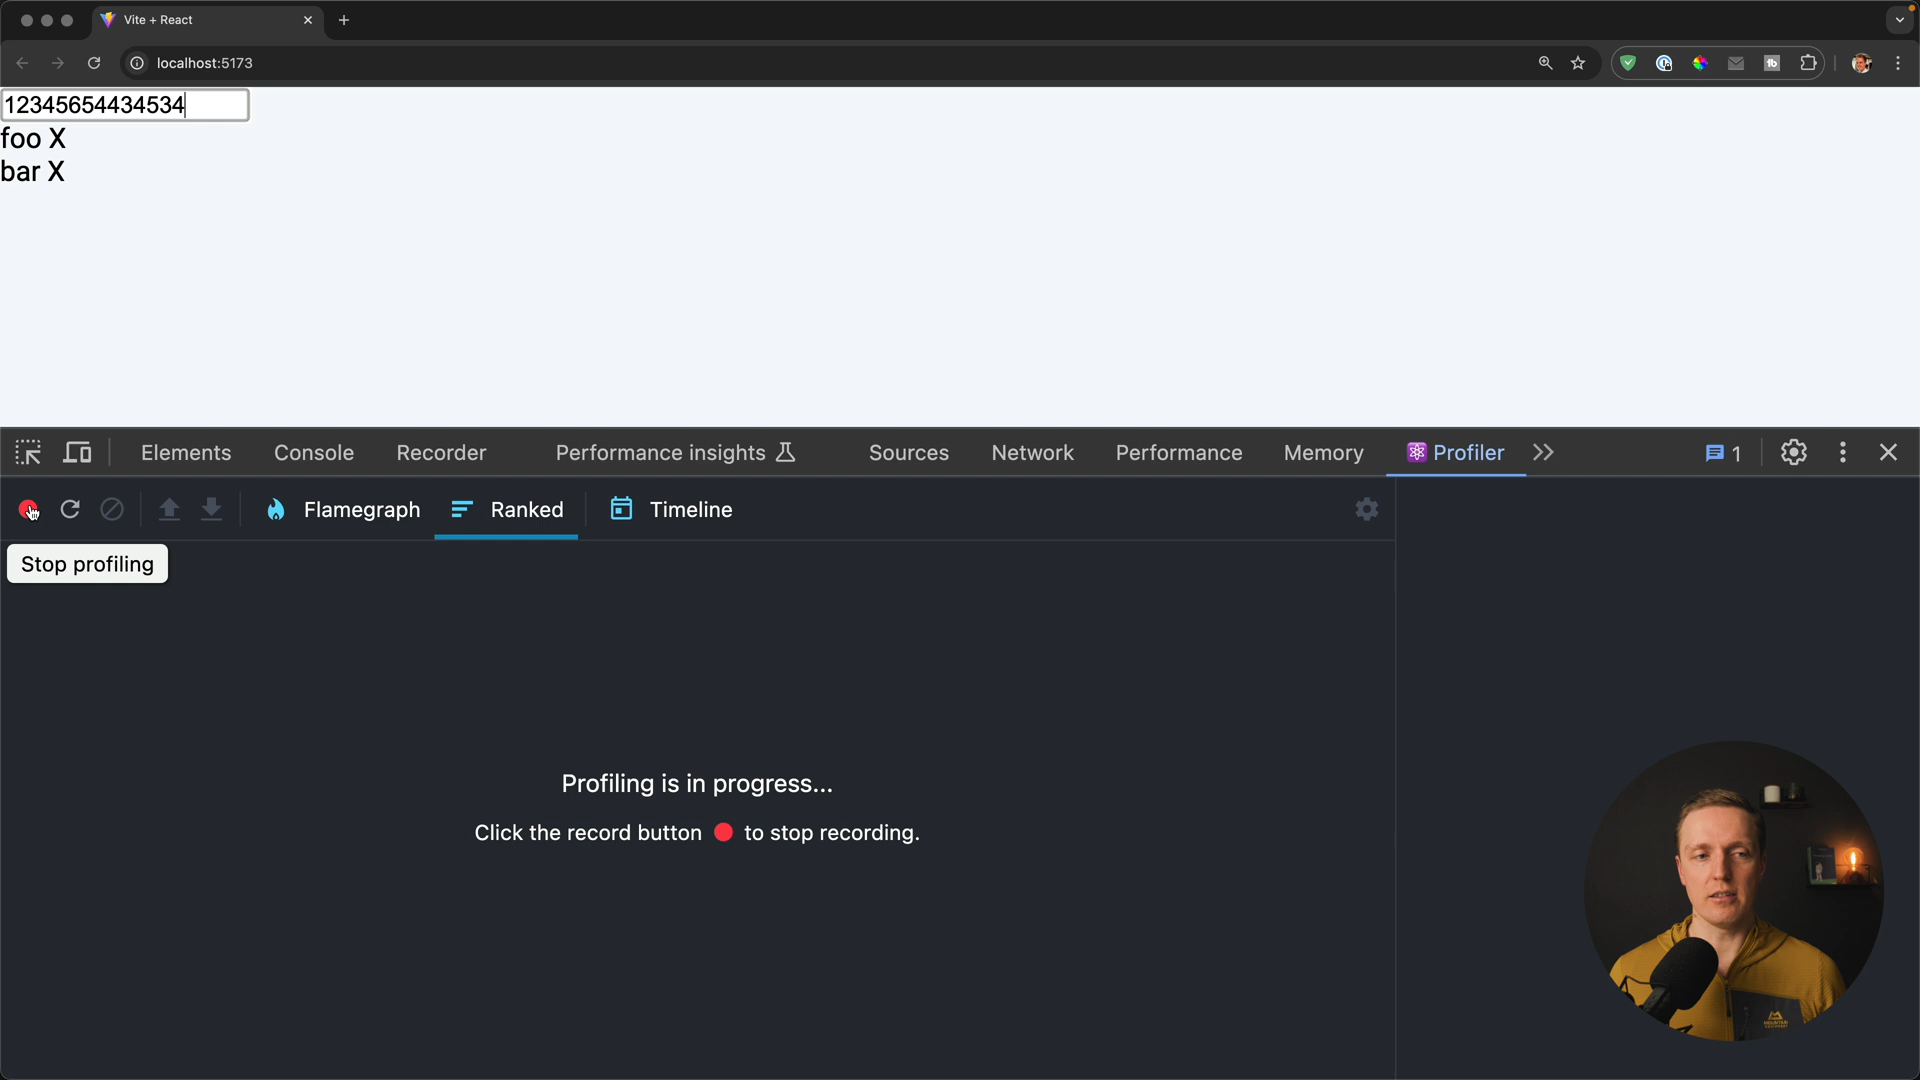 Vite + React
localhost:5173
12345654434534
foo X
bar X
Elements Console Recorder Performance insights Sources Network Performance Memory Profiler 1
Flamegraph Ranked Timeline
Stop profiling
Profiling is in progress...
Click the record button to stop recording.